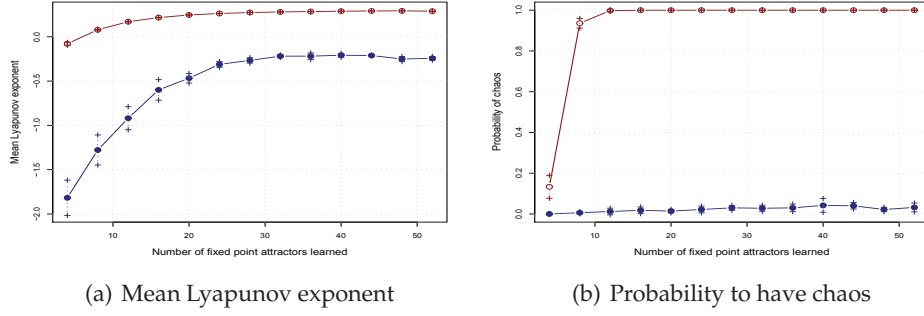 Mean Lyapunov exponent
0.0
−0.5
−1.0
−1.5
−2.0
10 20 30 40 50
Number of fixed point attractors learned
(a) Mean Lyapunov exponent
Probability of chaos
1.0
0.8
0.6
0.4
0.2
0.0
10 20 30 40 50
Number of fixed point attractors learned
(b) Probability to have chaos